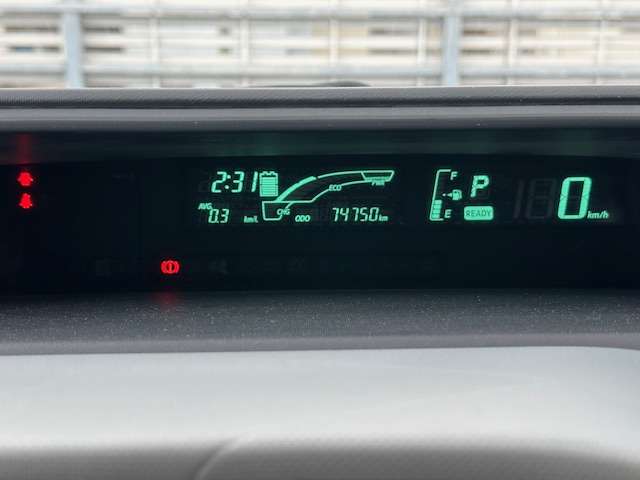 2:31
ECO
PWR
CHG
AVG
0.3 km/L
ODO 74750 km
F
E
P
READY
0 km/h